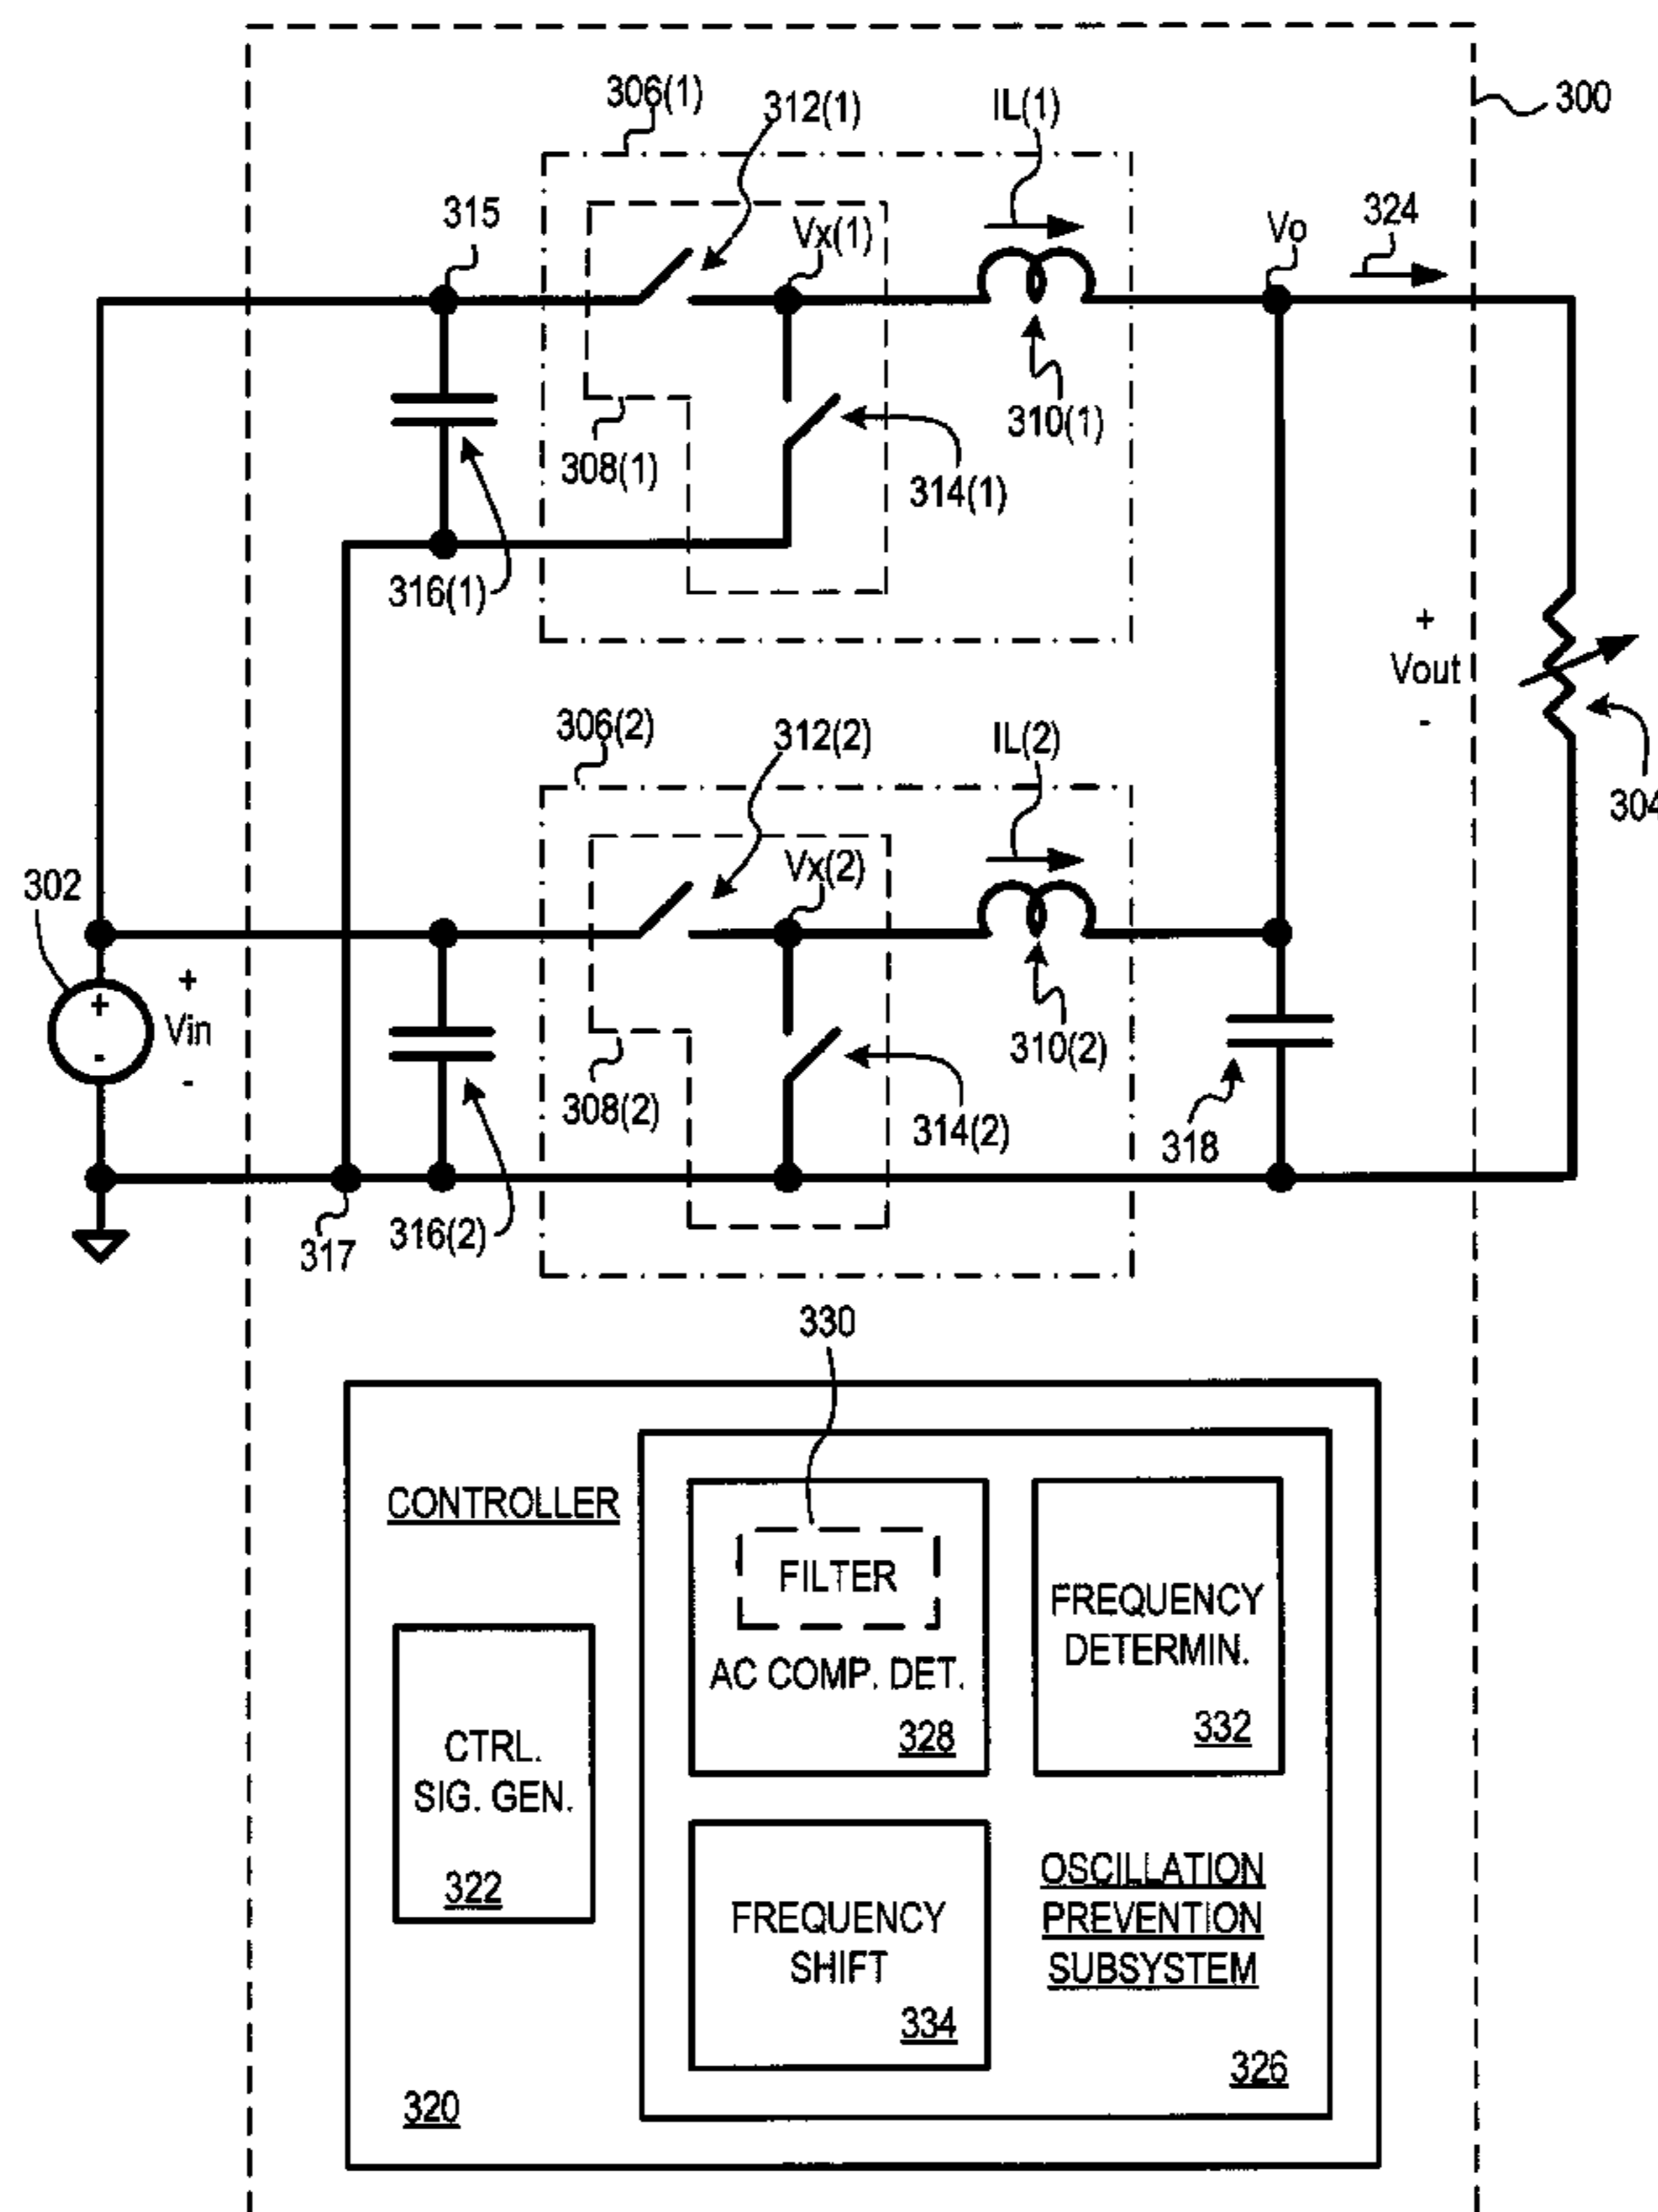 306(1)
312(1)
IL(1)
300
315
Vx(1)
Vo
324
310(1)
308(1)
314(1)
316(1)
+
Vout
-
304
306(2)
312(2)
IL(2)
302
Vx(2)
+
-
+
Vin
-
310(2)
308(2)
314(2)
318
316(2)
317
330
CONTROLLER
FILTER
AC COMP. DET.
328
FREQUENCY
DETERMIN.
332
CTRL.
SIG. GEN.
322
FREQUENCY
SHIFT
334
OSCILLATION
PREVENTION
SUBSYSTEM
326
320